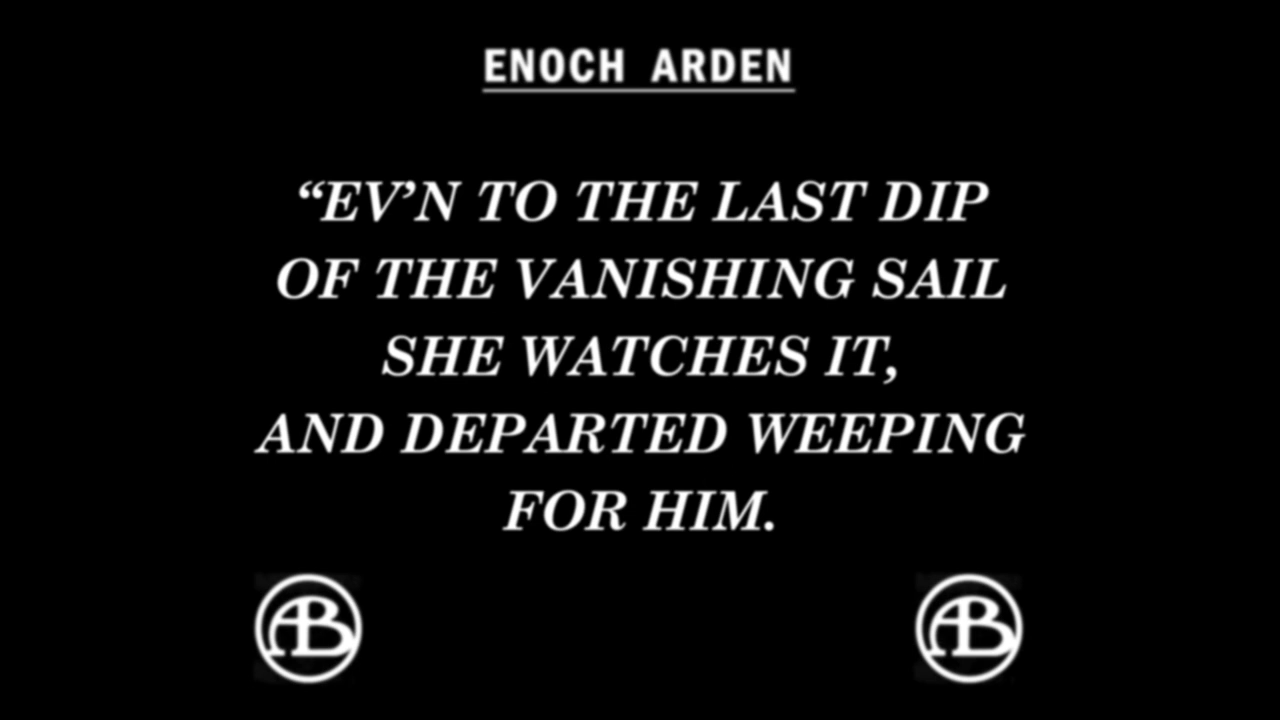 ENOCH ARDEN
“EV’N TO THE LAST DIP
OF THE VANISHING SAIL
SHE WATCHES IT,
AND DEPARTED WEEPING
FOR HIM.
AB AB